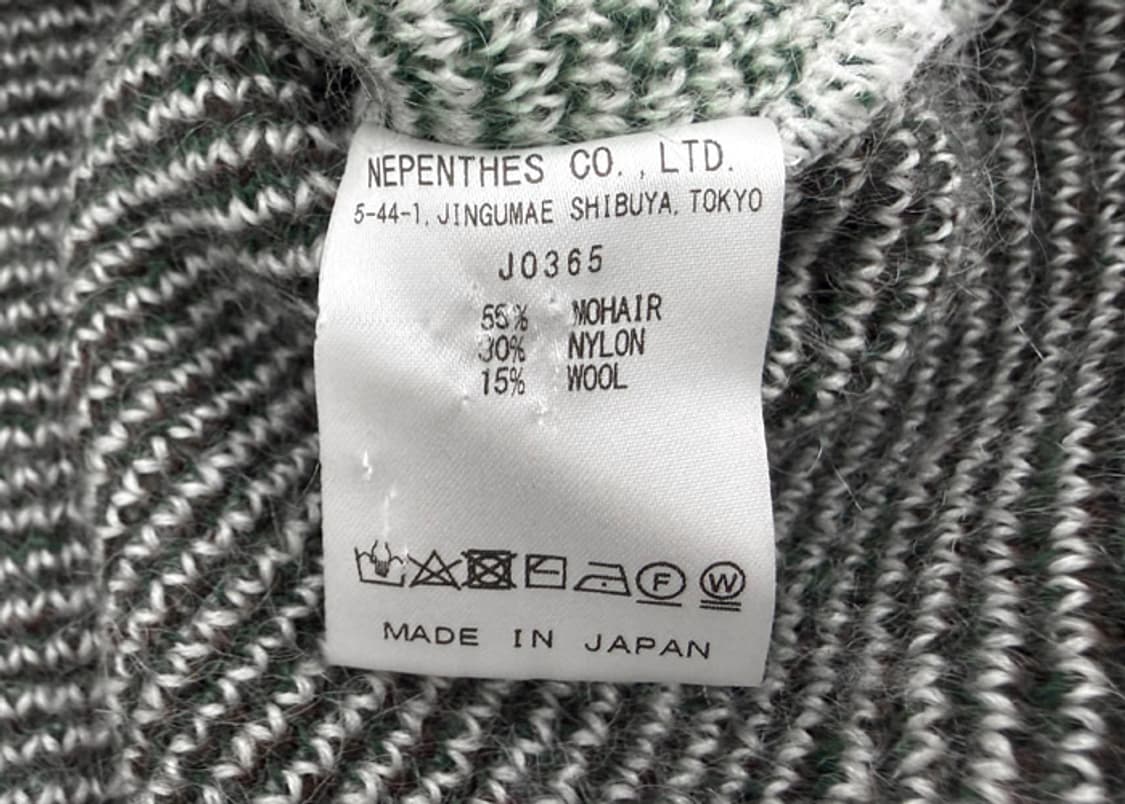 NEPENTHES CO., LTD.
5-44-1, JINGUMAE SHIBUYA, TOKYO
J0365
55% MOHAIR
30% NYLON
15% WOOL
F W
MADE IN JAPAN